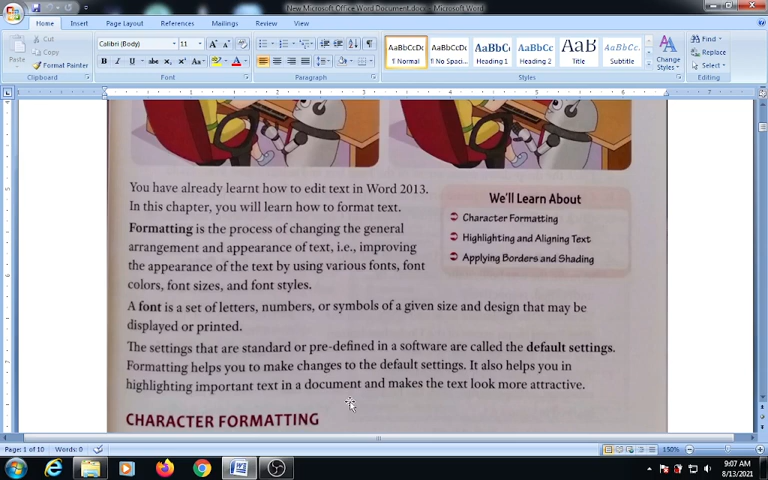 New Microsoft Office Word Document.docx - Microsoft Word
Home Insert Page Layout References Mailings Review View
Paste
Cut
Copy
Format Painter
Clipboard
Calibri (Body) 11
B I U abc x₂ x² Aa A
Font
Paragraph
AaBbCcDc AaBbCcDc AaBbCc AaBbCc AaB AaBbCc.
¶ Normal ¶ No Spaci... Heading 1 Heading 2 Title Subtitle
Change Styles
Styles
Find
Replace
Select
Editing
You have already learnt how to edit text in Word 2013.
In this chapter, you will learn how to format text.
Formatting is the process of changing the general
arrangement and appearance of text, i.e., improving
the appearance of the text by using various fonts, font
colors, font sizes, and font styles.
We'll Learn About
Character Formatting
Highlighting and Aligning Text
Applying Borders and Shading
A font is a set of letters, numbers, or symbols of a given size and design that may be
displayed or printed.
The settings that are standard or pre-defined in a software are called the default settings.
Formatting helps you to make changes to the default settings. It also helps you in
highlighting important text in a document and makes the text look more attractive.
CHARACTER FORMATTING
Page: 1 of 10 Words: 0 150%
9:07 AM
8/13/2021